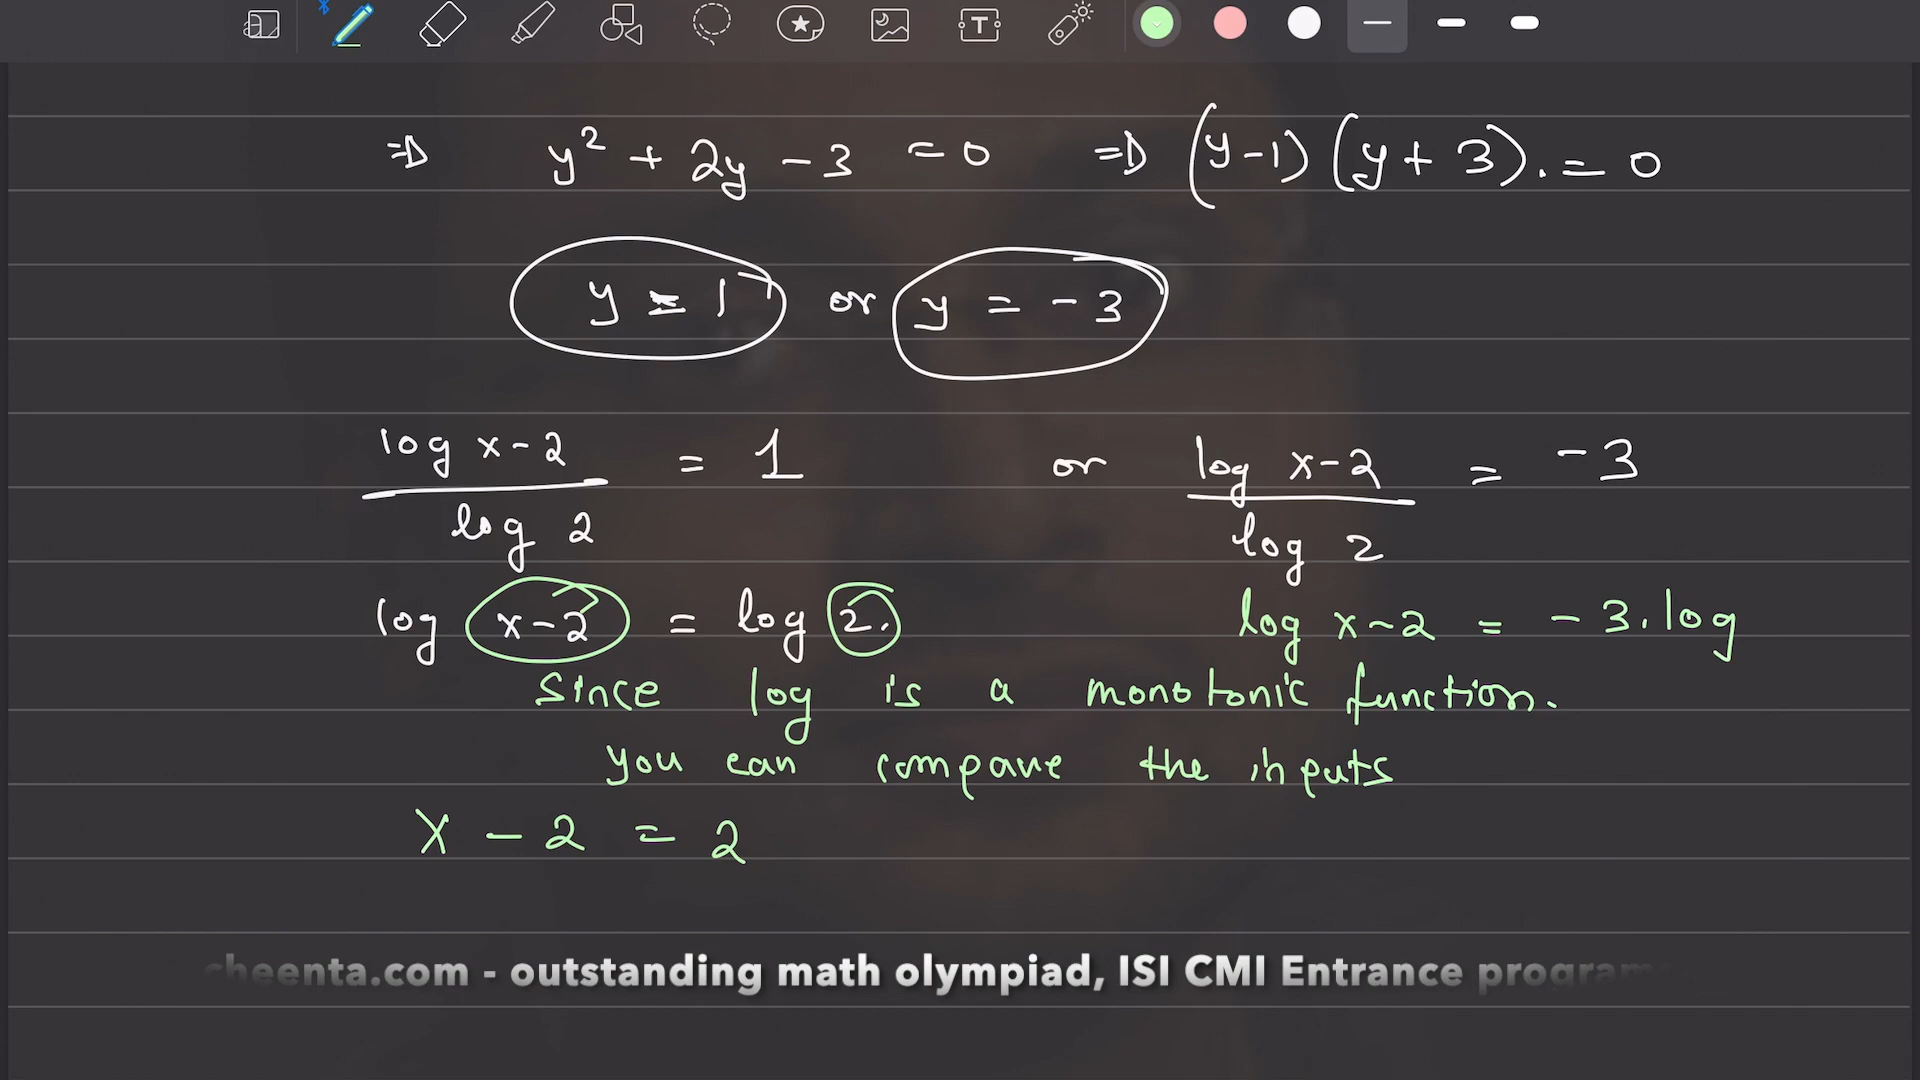 ⇒ y² + 2y - 3 = 0 ⇒ (y-1)(y+3). = 0
y = 1 or y = -3
log x-2 / log 2 = 1 or log x-2 / log 2 = -3
log x-2 = log 2. log x-2 = -3.log
Since log is a monotonic function.
you can compare the inputs
x - 2 = 2
cheenta.com - outstanding math olympiad, ISI CMI Entrance program